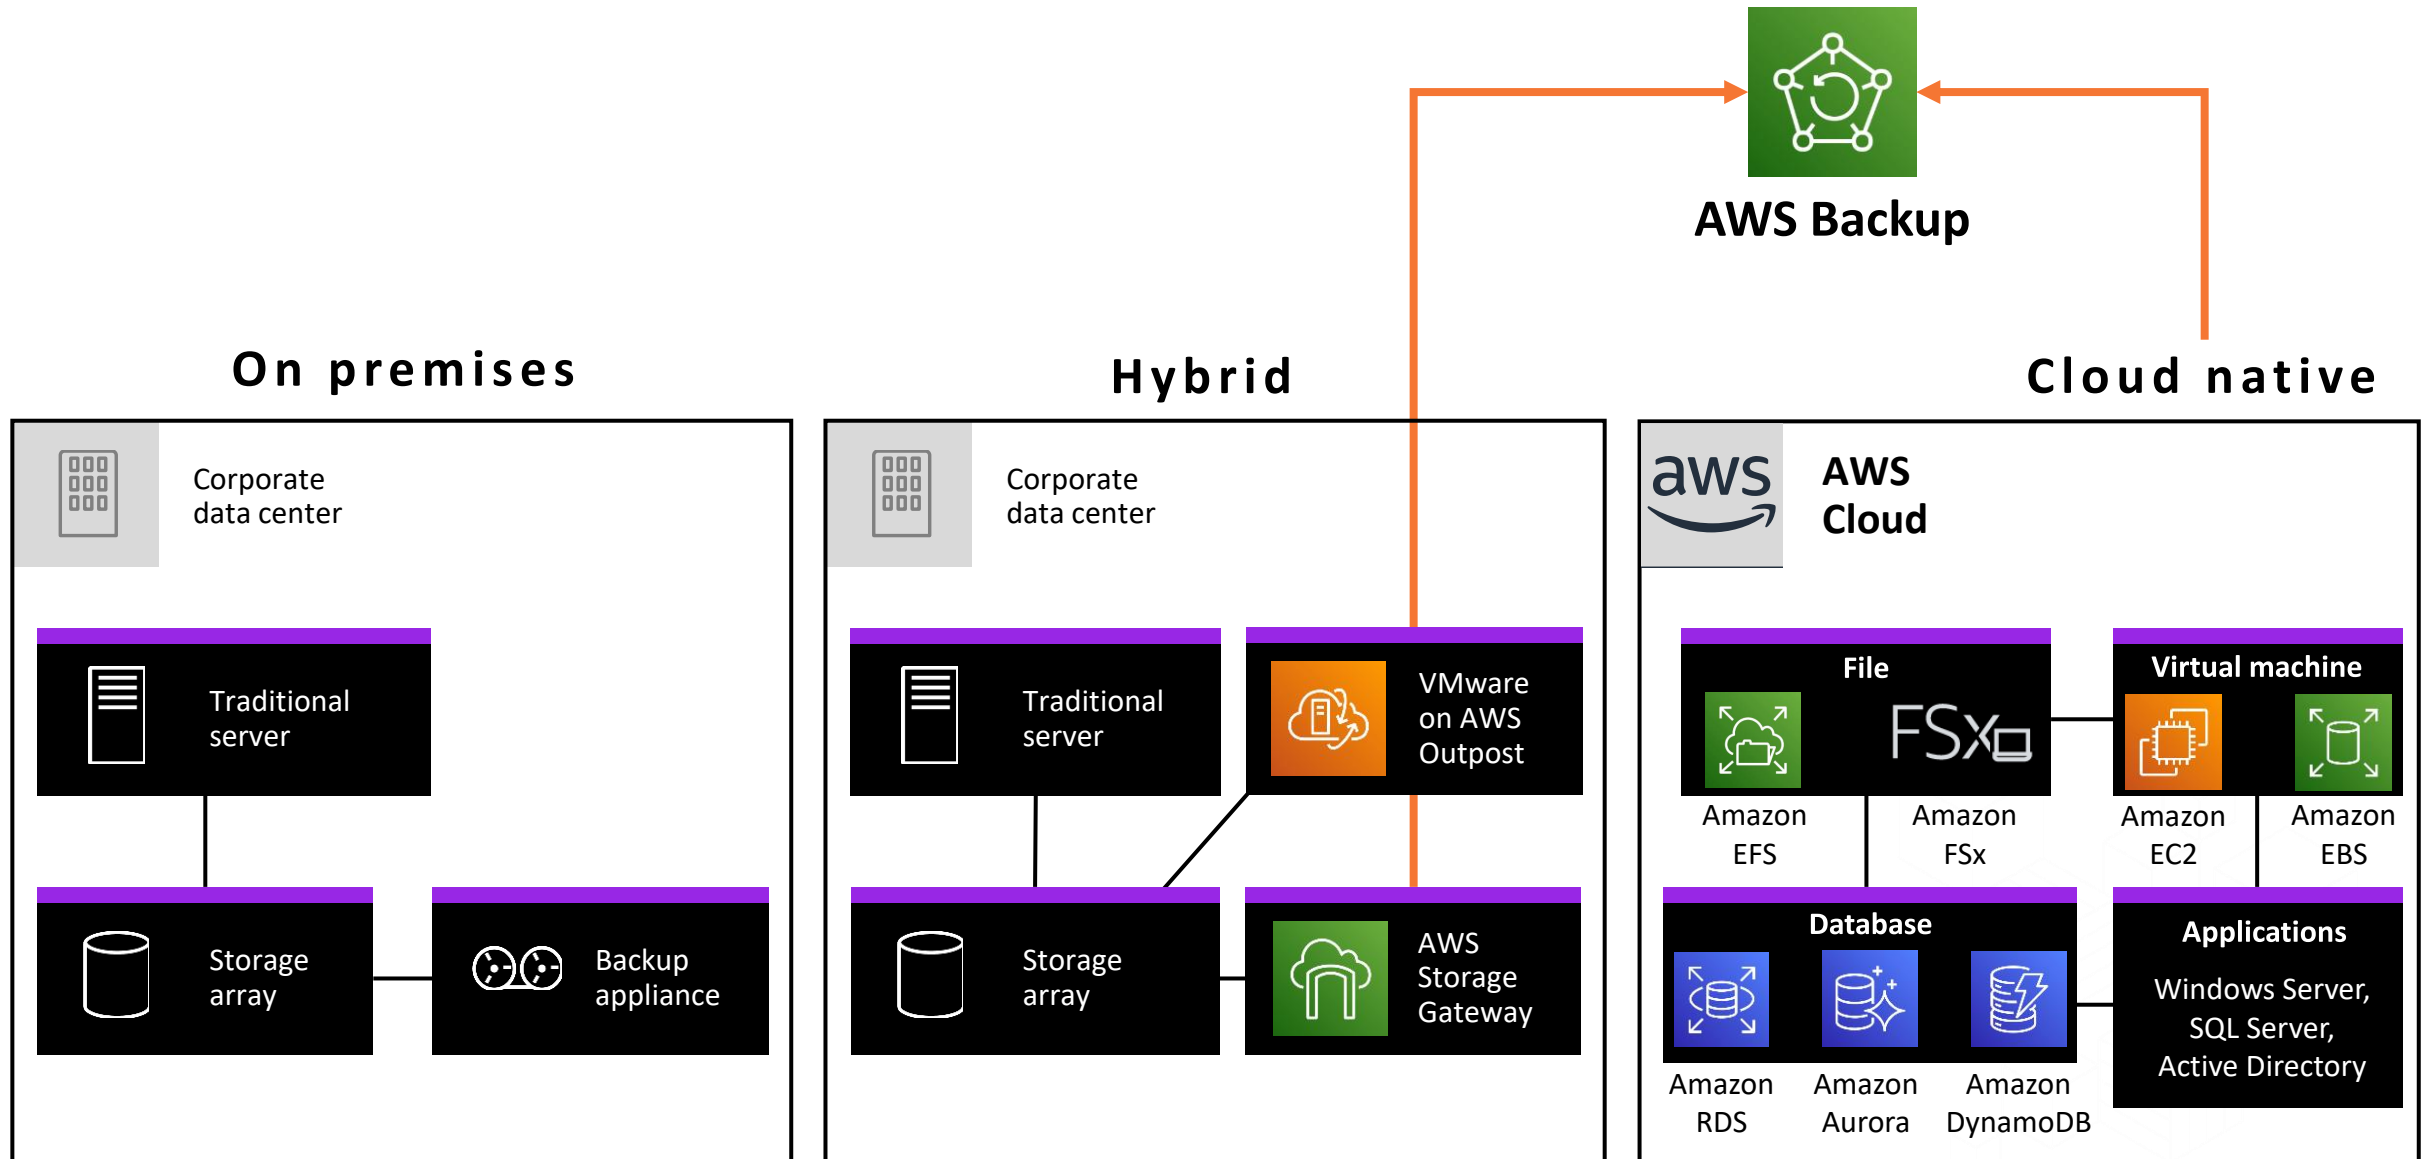 AWS Backup
On premises
Hybrid
Cloud native
Corporate
data center
Traditional
server
Storage
array
Backup
appliance
Corporate
data center
Traditional
server
VMware
on AWS
Outpost
Storage
array
AWS
Storage
Gateway
aws
AWS
Cloud
File
FSx
Amazon
EFS
Amazon
FSx
Virtual machine
Amazon
EC2
Amazon
EBS
Database
Amazon
RDS
Amazon
Aurora
Amazon
DynamoDB
Applications
Windows Server,
SQL Server,
Active Directory